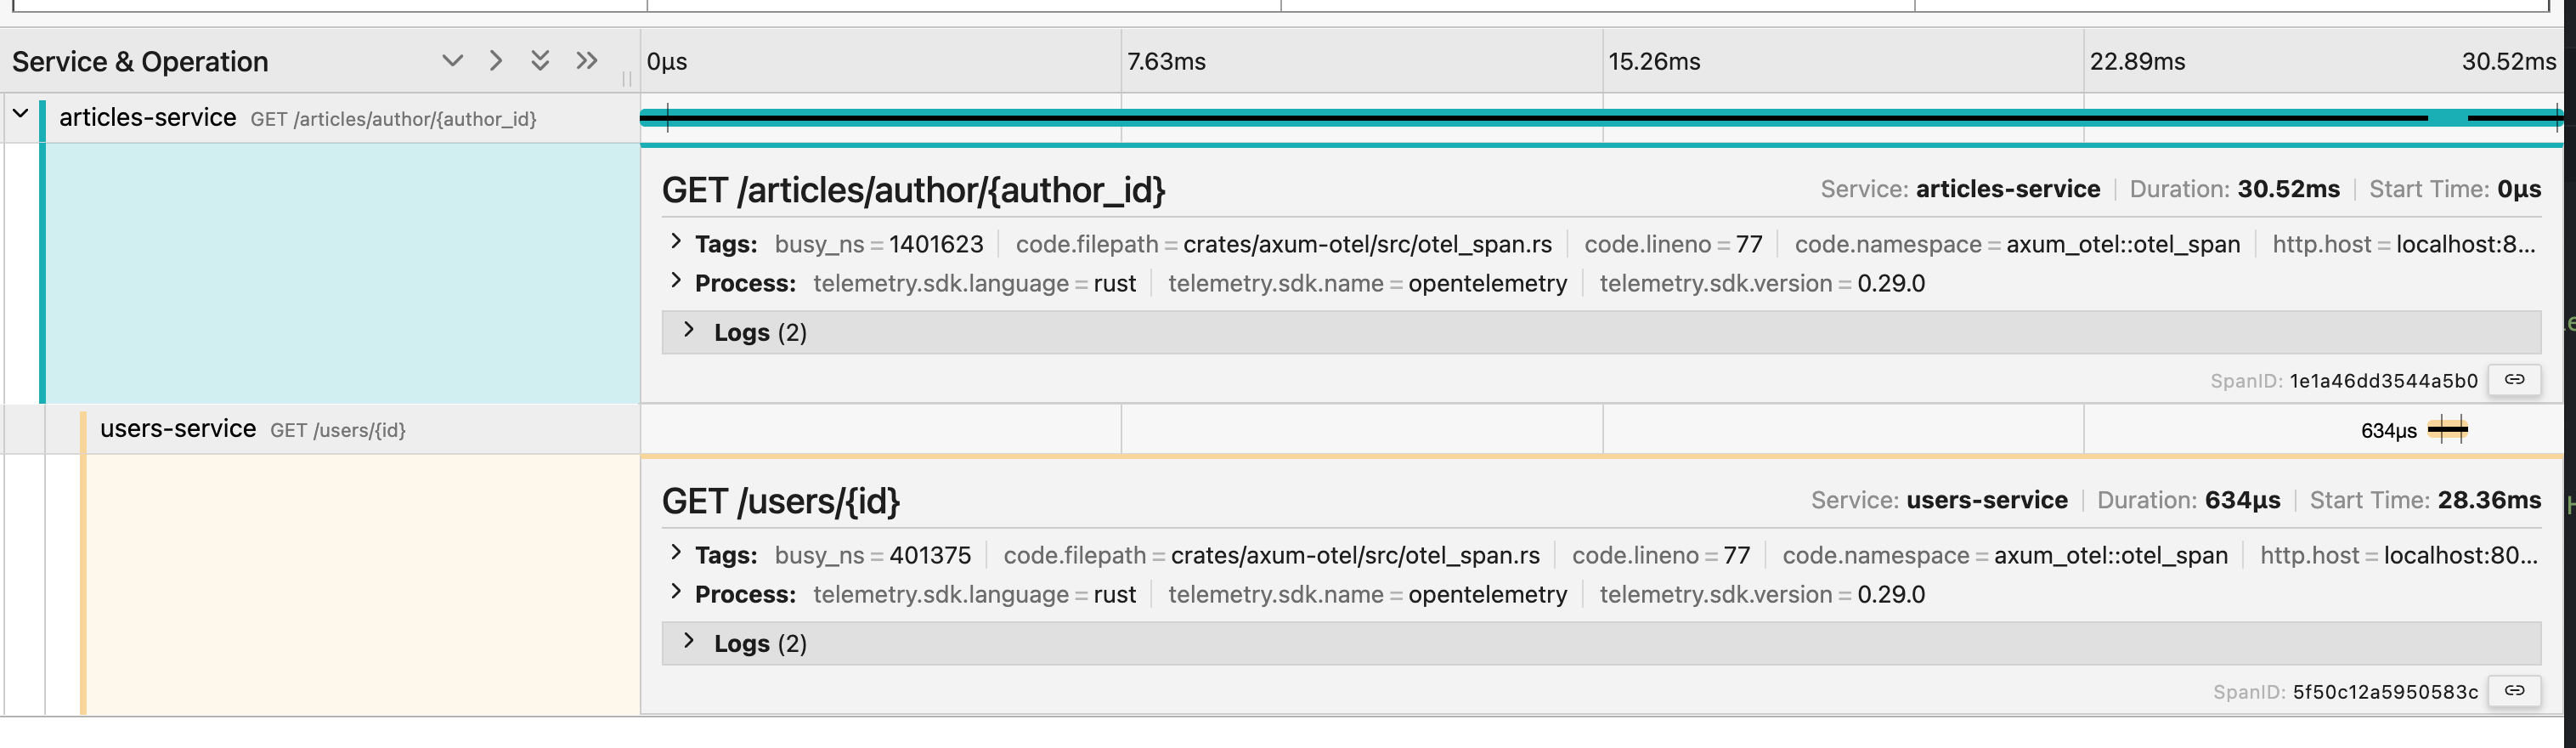 Service & Operation 0μs 7.63ms 15.26ms 22.89ms 30.52ms
articles-service GET /articles/author/{author_id}
GET /articles/author/{author_id} Service: articles-service Duration: 30.52ms Start Time: 0μs
Tags: busy_ns = 1401623 code.filepath = crates/axum-otel/src/otel_span.rs code.lineno = 77 code.namespace = axum_otel::otel_span http.host = localhost:8...
Process: telemetry.sdk.language = rust telemetry.sdk.name = opentelemetry telemetry.sdk.version = 0.29.0
Logs (2)
SpanID: 1e1a46dd3544a5b0
users-service GET /users/{id} 634μs
GET /users/{id} Service: users-service Duration: 634μs Start Time: 28.36ms
Tags: busy_ns = 401375 code.filepath = crates/axum-otel/src/otel_span.rs code.lineno = 77 code.namespace = axum_otel::otel_span http.host = localhost:80...
Process: telemetry.sdk.language = rust telemetry.sdk.name = opentelemetry telemetry.sdk.version = 0.29.0
Logs (2)
SpanID: 5f50c12a5950583c